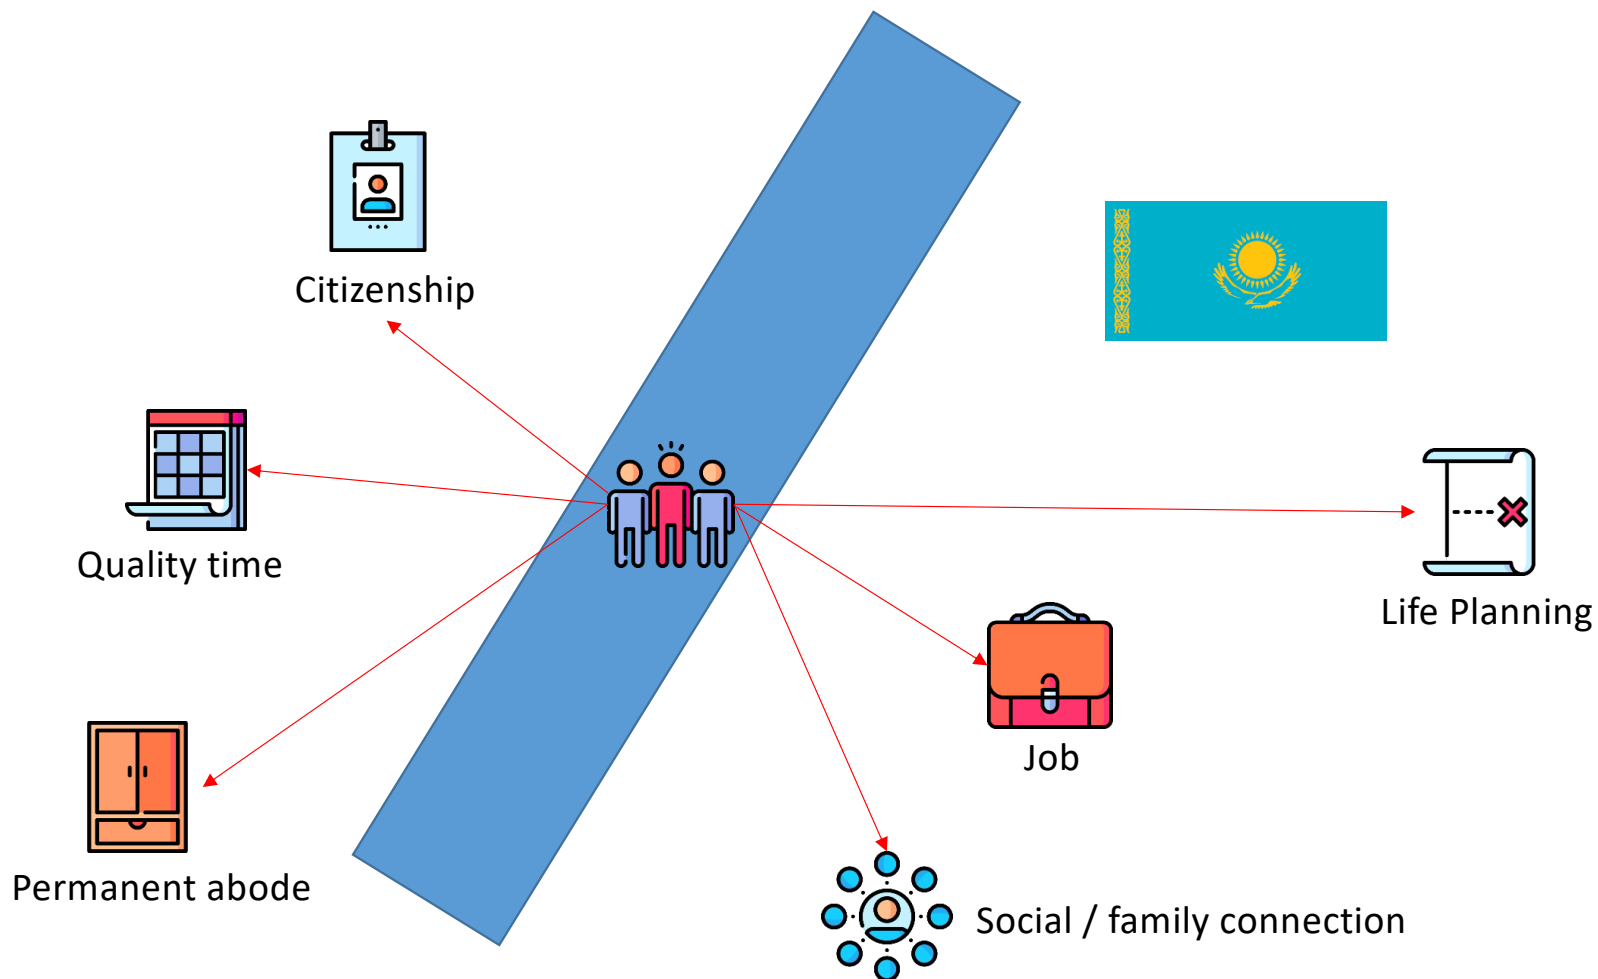 Citizenship
Quality time
Life Planning
Job
Permanent abode
Social / family connection